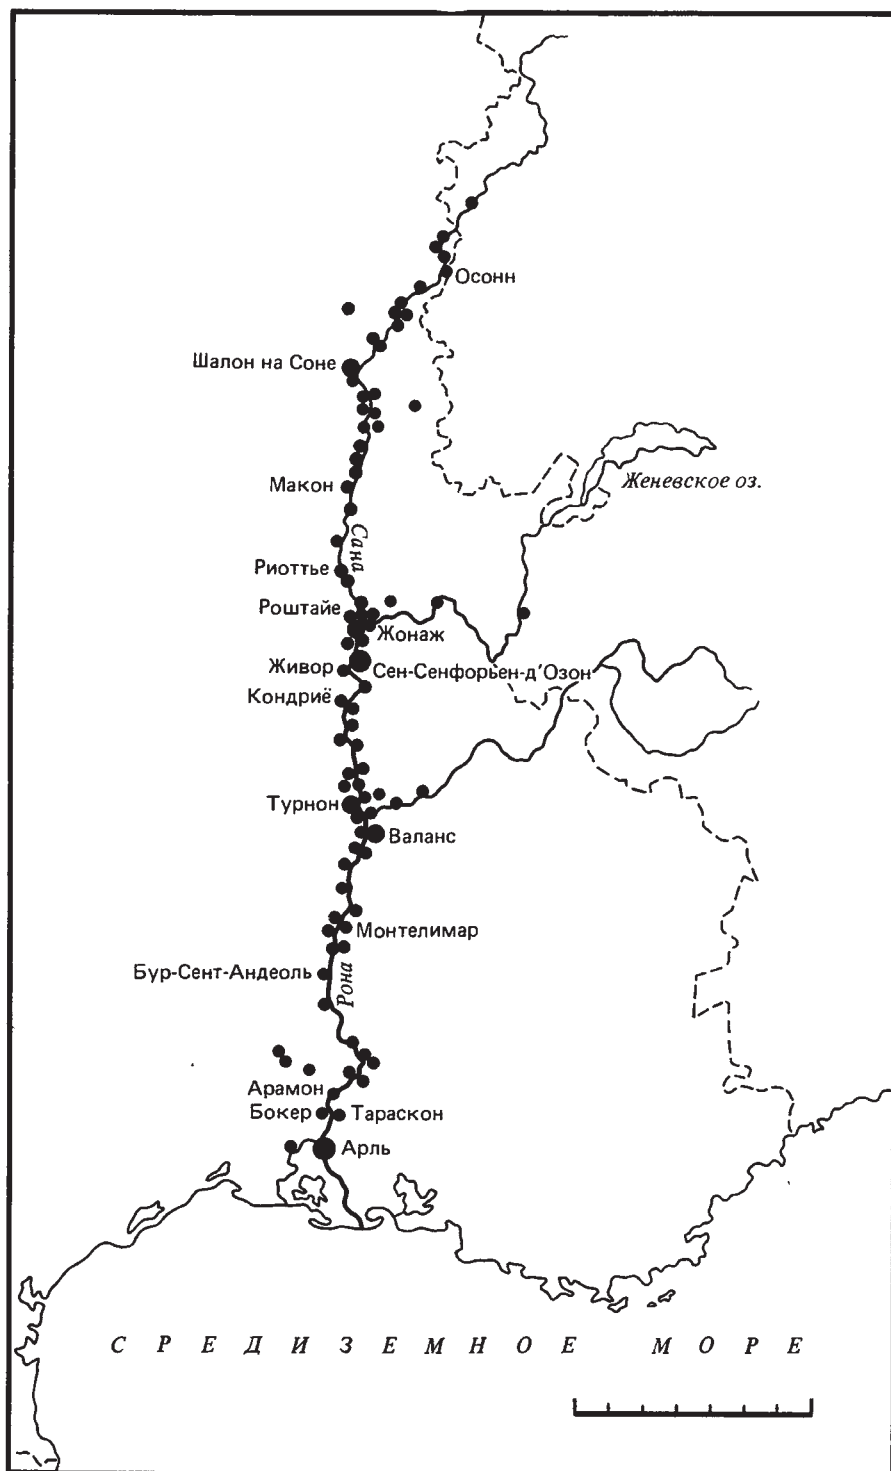 Осонн
Шалон на Соне
Макон
Женевское оз.
Сана
Риоттье
Роштайе
Жонаж
Живор
Сен-Сенфорьен-д'Озон
Кондриё
Турнон
Валанс
Монтелимар
Бур-Сент-Андеоль
Рона
Арамон
Бокер
Тараскон
Арль
СРЕДИЗЕМНОЕ МОРЕ